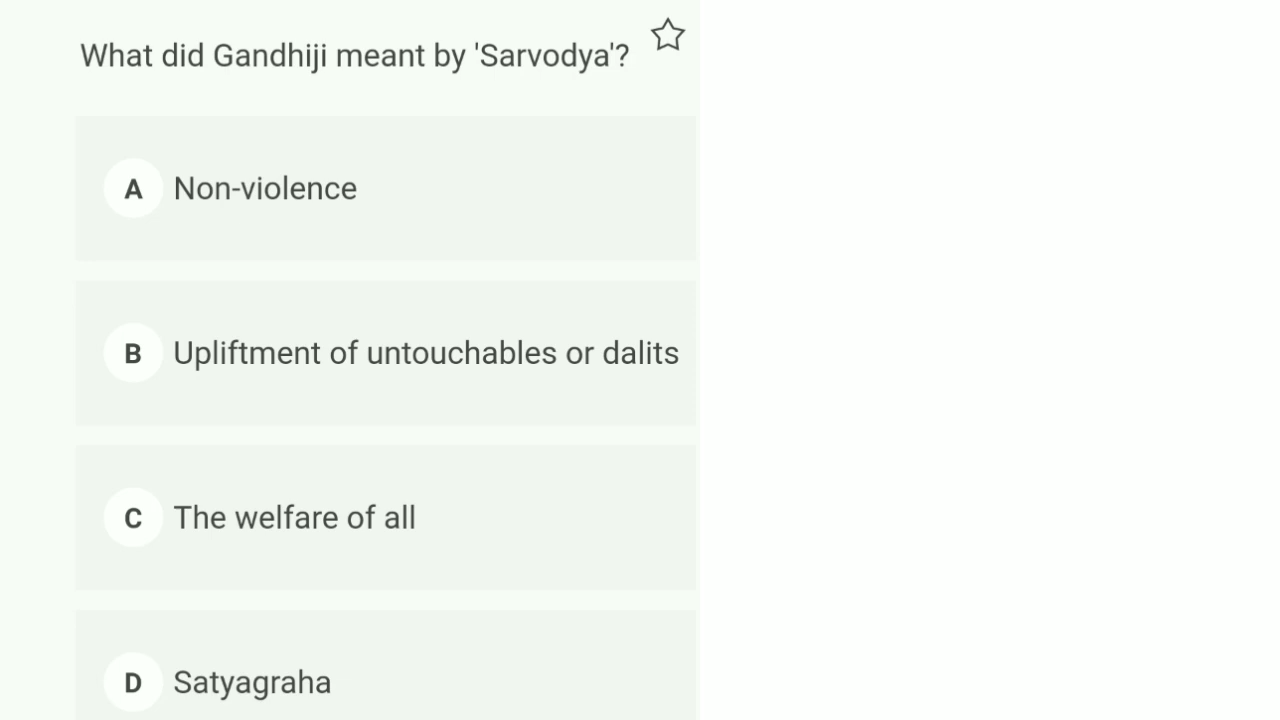 What did Gandhiji meant by 'Sarvodya'?
A Non-violence
B Upliftment of untouchables or dalits
C The welfare of all
D Satyagraha